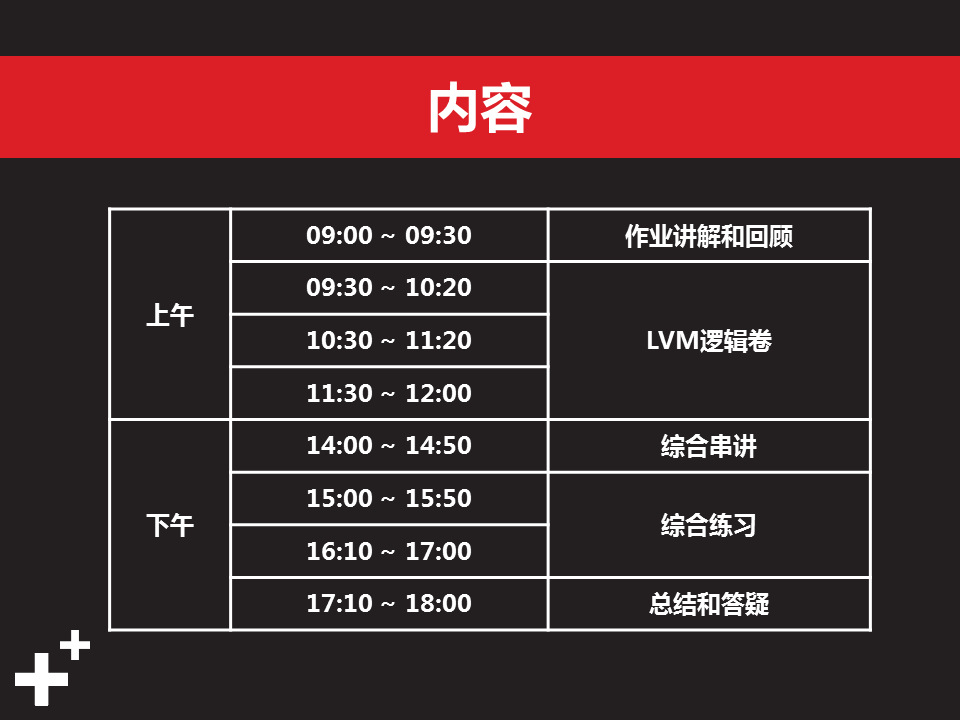 内容
上午
09:00 ~ 09:30
作业讲解和回顾
09:30 ~ 10:20
LVM逻辑卷
10:30 ~ 11:20
11:30 ~ 12:00
下午
14:00 ~ 14:50
综合串讲
15:00 ~ 15:50
综合练习
16:10 ~ 17:00
17:10 ~ 18:00
总结和答疑